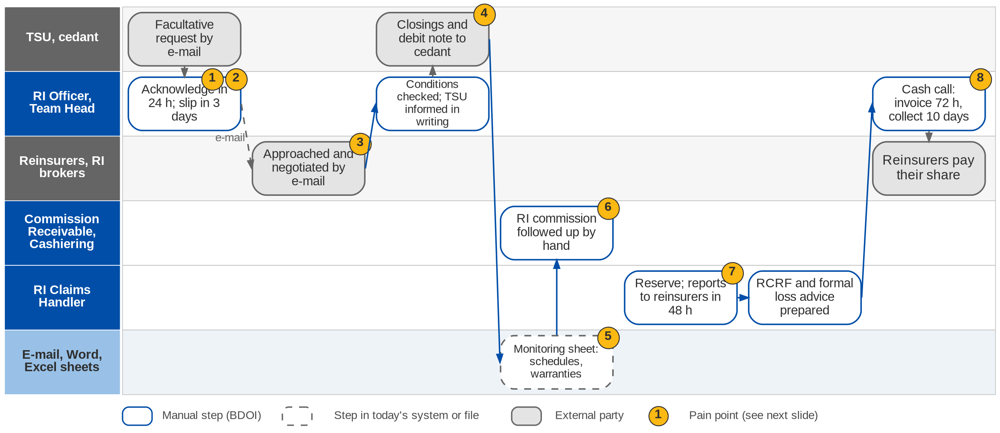 TSU, cedant
Facultative
request by
e-mail
Closings and
debit note to
cedant
4
RI Officer,
Team Head
1
2
Acknowledge in
24 h; slip in 3
days
Conditions
checked; TSU
informed in
writing
8
Cash call:
invoice 72 h,
collect 10 days
e-mail
Reinsurers, RI
brokers
3
Approached and
negotiated by
e-mail
Reinsurers pay
their share
Commission
Receivable,
Cashiering
6
RI commission
followed up by
hand
RI Claims
Handler
7
Reserve; reports
to reinsurers in
48 h
RCRF and formal
loss advice
prepared
E-mail, Word,
Excel sheets
5
Monitoring sheet:
schedules,
warranties
Manual step (BDOI)
Step in today's system or file
External party
1
Pain point (see next slide)